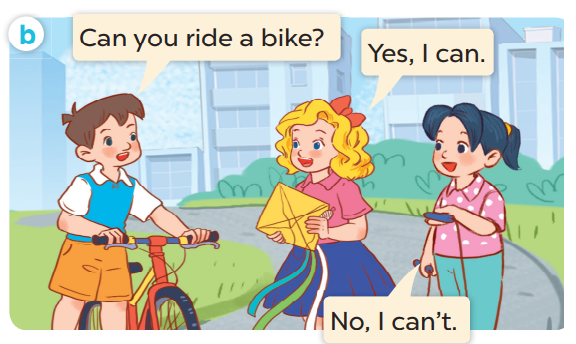 b
Can you ride a bike?
Yes, I can.
No, I can't.